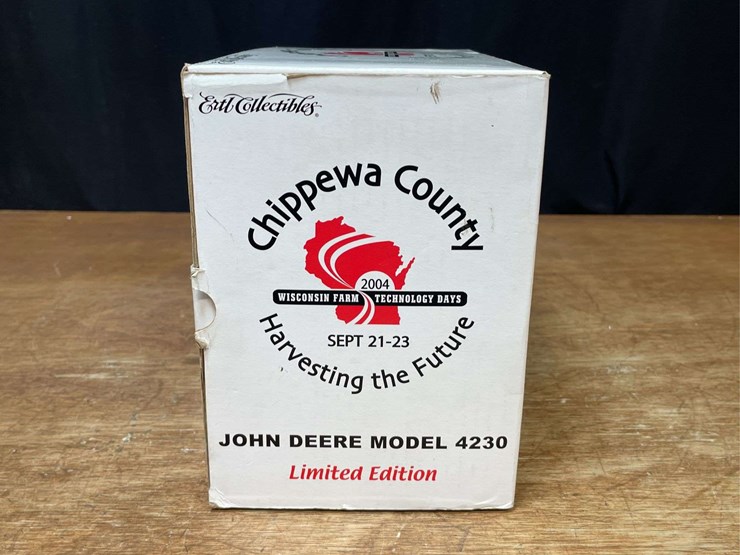 Ertl Collectibles®
Chippewa County
2004
WISCONSIN FARM TECHNOLOGY DAYS
SEPT 21-23
Harvesting the Future
JOHN DEERE MODEL 4230
Limited Edition